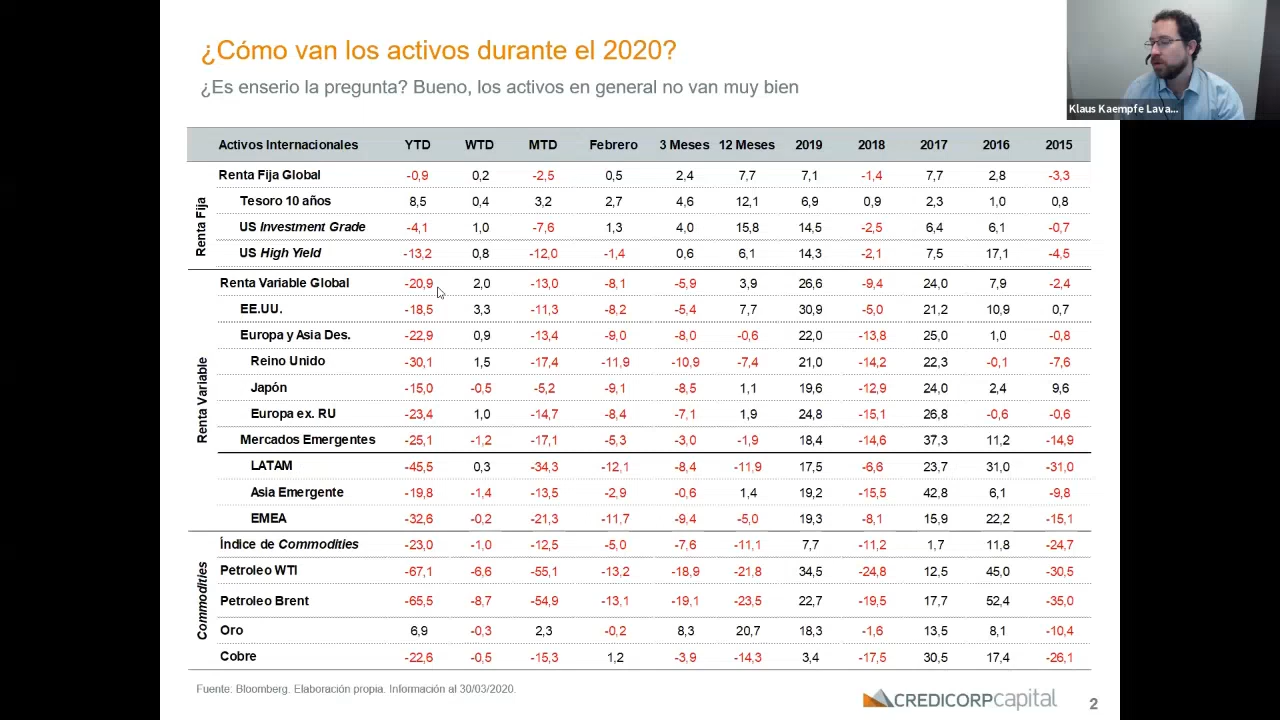 ¿Cómo van los activos durante el 2020?
¿Es enserio la pregunta? Bueno, los activos en general no van muy bien
Klaus Kaempfe Lava...
Activos Internacionales YTD WTD MTD Febrero 3 Meses 12 Meses 2019 2018 2017 2016 2015
Renta Fija
Renta Fija Global -0,9 0,2 -2,5 0,5 2,4 7,7 7,1 -1,4 7,7 2,8 -3,3
Tesoro 10 años 8,5 0,4 3,2 2,7 4,6 12,1 6,9 0,9 2,3 1,0 0,8
US Investment Grade -4,1 1,0 -7,6 1,3 4,0 15,8 14,5 -2,5 6,4 6,1 -0,7
US High Yield -13,2 0,8 -12,0 -1,4 0,6 6,1 14,3 -2,1 7,5 17,1 -4,5
Renta Variable
Renta Variable Global -20,9 2,0 -13,0 -8,1 -5,9 3,9 26,6 -9,4 24,0 7,9 -2,4
EE.UU. -18,5 3,3 -11,3 -8,2 -5,4 7,7 30,9 -5,0 21,2 10,9 0,7
Europa y Asia Des. -22,9 0,9 -13,4 -9,0 -8,0 -0,6 22,0 -13,8 25,0 1,0 -0,8
Reino Unido -30,1 1,5 -17,4 -11,9 -10,9 -7,4 21,0 -14,2 22,3 -0,1 -7,6
Japón -15,0 -0,5 -5,2 -9,1 -8,5 1,1 19,6 -12,9 24,0 2,4 9,6
Europa ex. RU -23,4 1,0 -14,7 -8,4 -7,1 1,9 24,8 -15,1 26,8 -0,6 -0,6
Mercados Emergentes -25,1 -1,2 -17,1 -5,3 -3,0 -1,9 18,4 -14,6 37,3 11,2 -14,9
LATAM -45,5 0,3 -34,3 -12,1 -8,4 -11,9 17,5 -6,6 23,7 31,0 -31,0
Asia Emergente -19,8 -1,4 -13,5 -2,9 -0,6 1,4 19,2 -15,5 42,8 6,1 -9,8
EMEA -32,6 -0,2 -21,3 -11,7 -9,4 -5,0 19,3 -8,1 15,9 22,2 -15,1
Commodities
Índice de Commodities -23,0 -1,0 -12,5 -5,0 -7,6 -11,1 7,7 -11,2 1,7 11,8 -24,7
Petroleo WTI -67,1 -6,6 -55,1 -13,2 -18,9 -21,8 34,5 -24,8 12,5 45,0 -30,5
Petroleo Brent -65,5 -8,7 -54,9 -13,1 -19,1 -23,5 22,7 -19,5 17,7 52,4 -35,0
Oro 6,9 -0,3 2,3 -0,2 8,3 20,7 18,3 -1,6 13,5 8,1 -10,4
Cobre -22,6 -0,5 -15,3 1,2 -3,9 -14,3 3,4 -17,5 30,5 17,4 -26,1
Fuente: Bloomberg. Elaboración propia. Información al 30/03/2020.
CREDICORPcapital
2